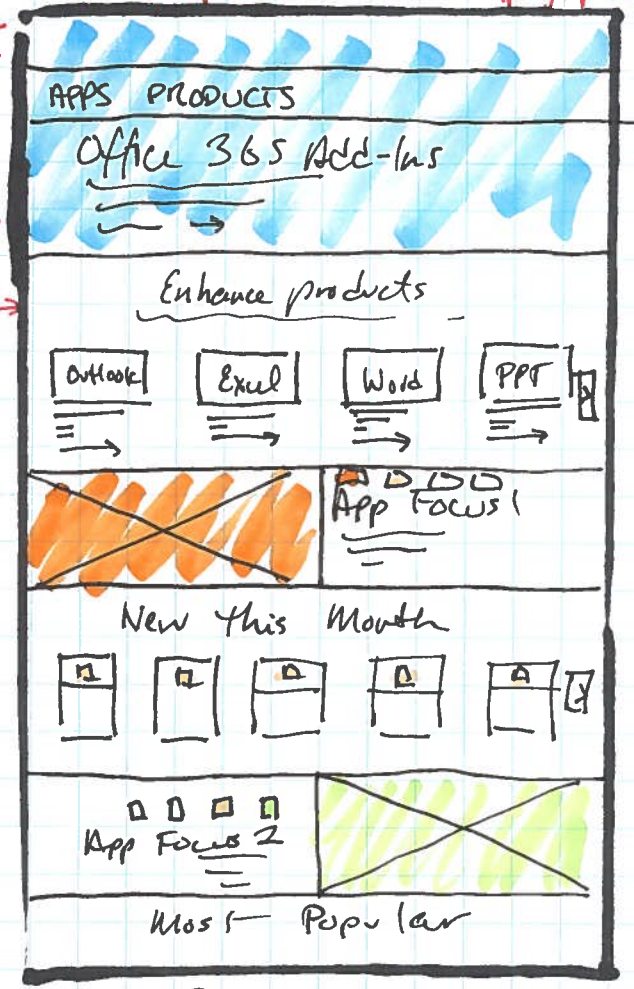 APPS PRODUCTS
Office 365 Add-Ins
Enhance products
Outlook Excel Word PPT
App Focus 1
New this Month
App Focus 2
Most Popular